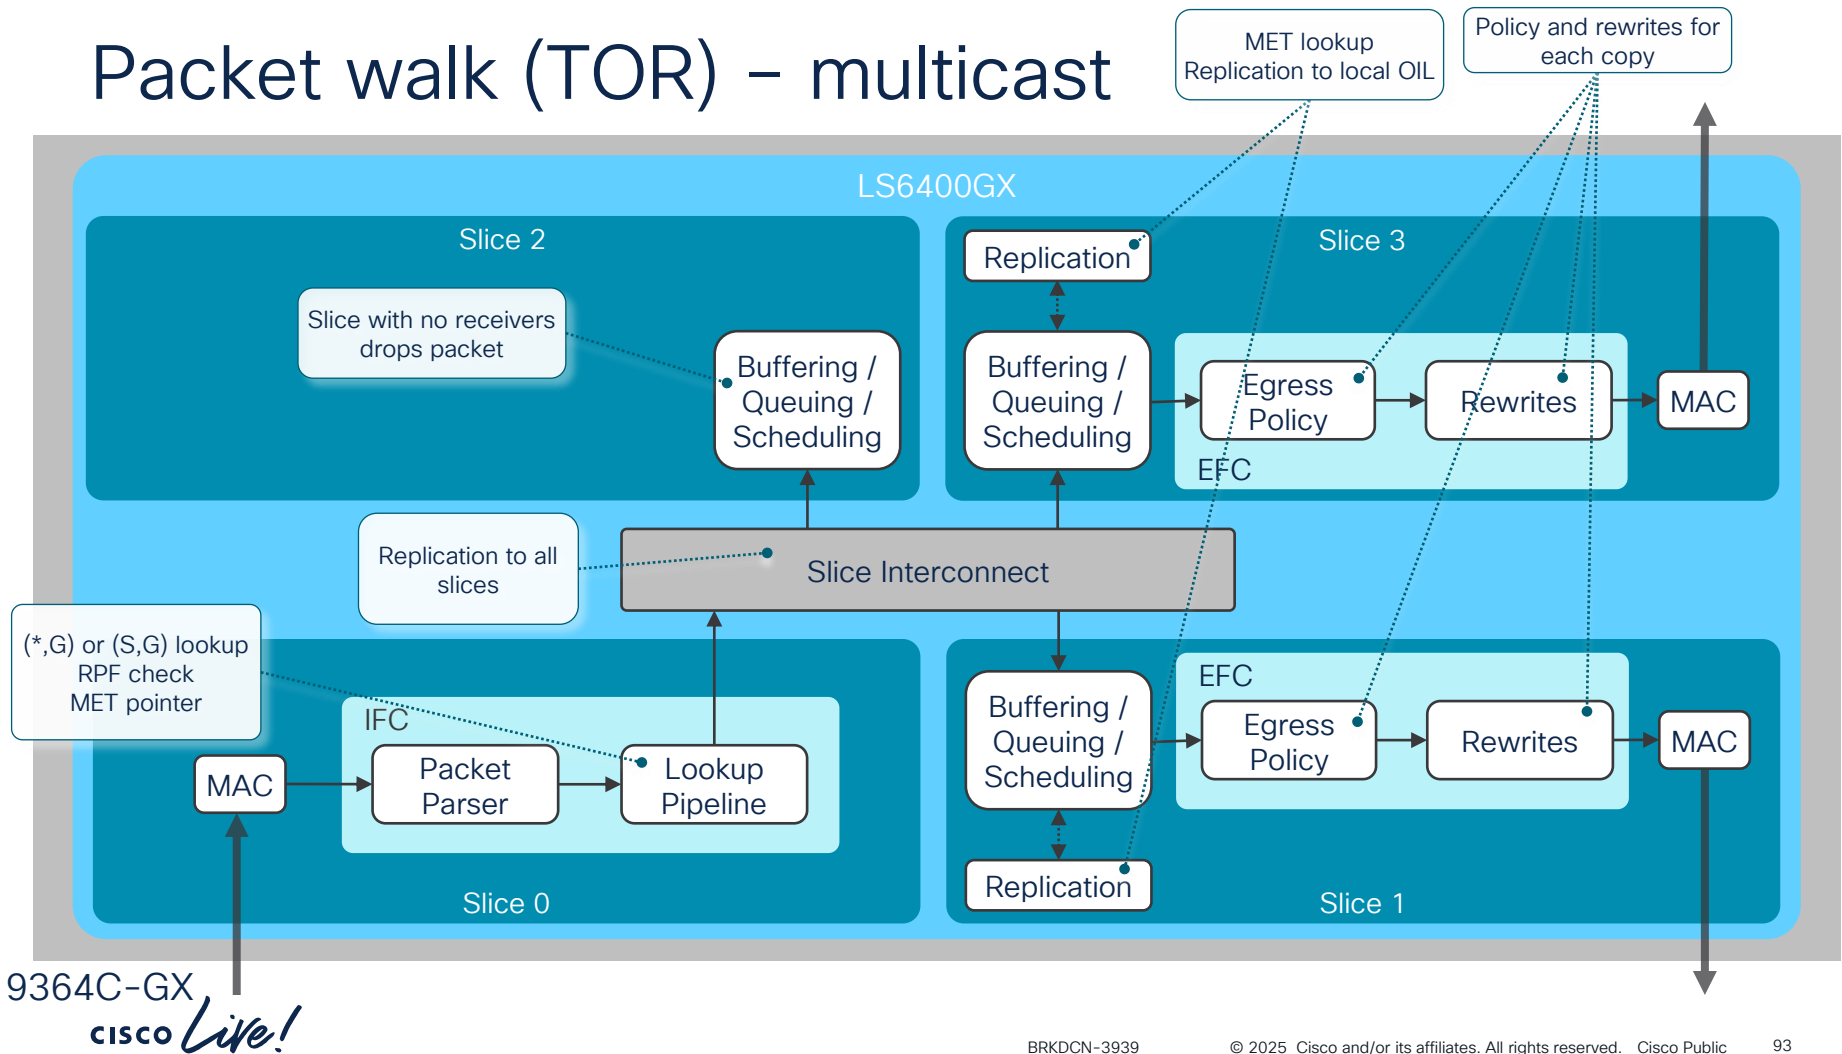 Packet walk (TOR) – multicast
MET lookup
Replication to local OIL
Policy and rewrites for
each copy
LS6400GX
Slice 2
Slice with no receivers
drops packet
Buffering /
Queuing /
Scheduling
Slice 3
Replication
Buffering /
Queuing /
Scheduling
Egress
Policy
Rewrites
MAC
EFC
Replication to all
slices
Slice Interconnect
(*,G) or (S,G) lookup
RPF check
MET pointer
IFC
MAC
Packet
Parser
Lookup
Pipeline
Slice 0
EFC
Buffering /
Queuing /
Scheduling
Egress
Policy
Rewrites
MAC
Replication
Slice 1
9364C-GX
CISCO Live!
BRKDCN-3939
© 2025 Cisco and/or its affiliates. All rights reserved. Cisco Public
93